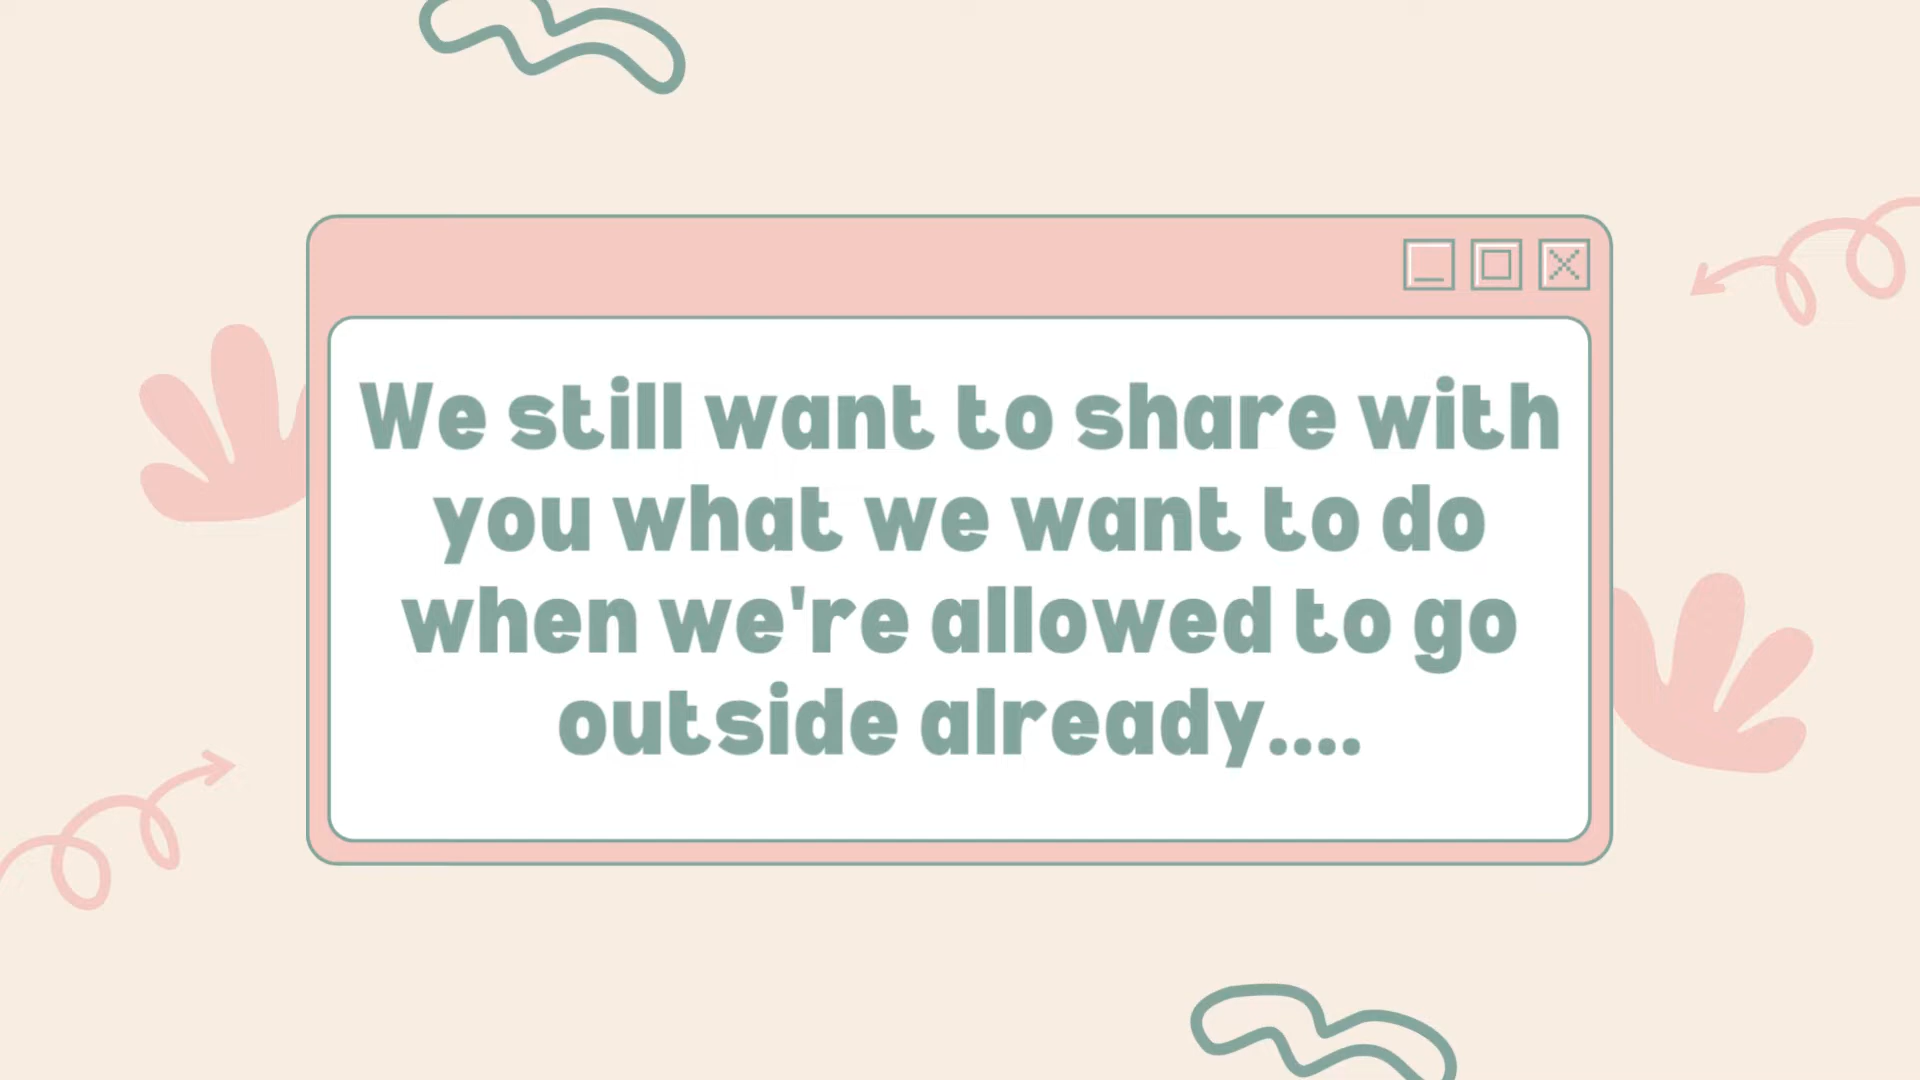 We still want to share with
you what we want to do
when we're allowed to go
outside already....